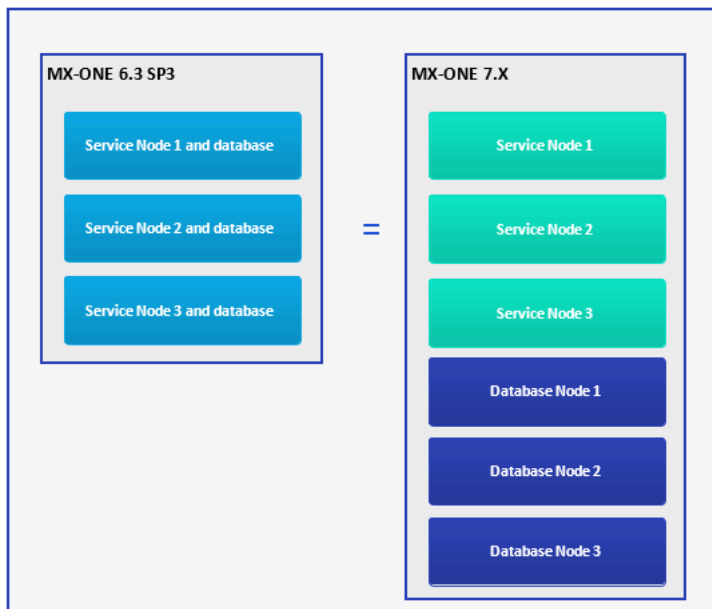 MX-ONE 6.3 SP3
Service Node 1 and database
Service Node 2 and database
Service Node 3 and database
=
MX-ONE 7.X
Service Node 1
Service Node 2
Service Node 3
Database Node 1
Database Node 2
Database Node 3